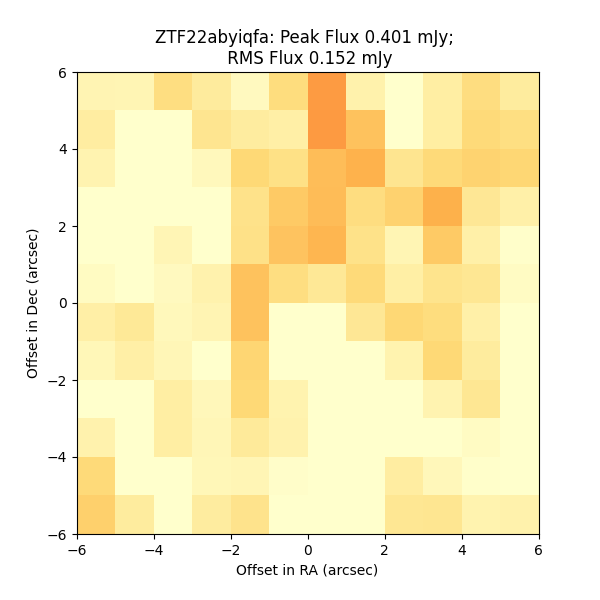 ZTF22abyiqfa: Peak Flux 0.401 mJy;
RMS Flux 0.152 mJy
6
4
2
0
−2
−4
−6
Offset in Dec (arcsec)
−6 −4 −2 0 2 4 6
Offset in RA (arcsec)